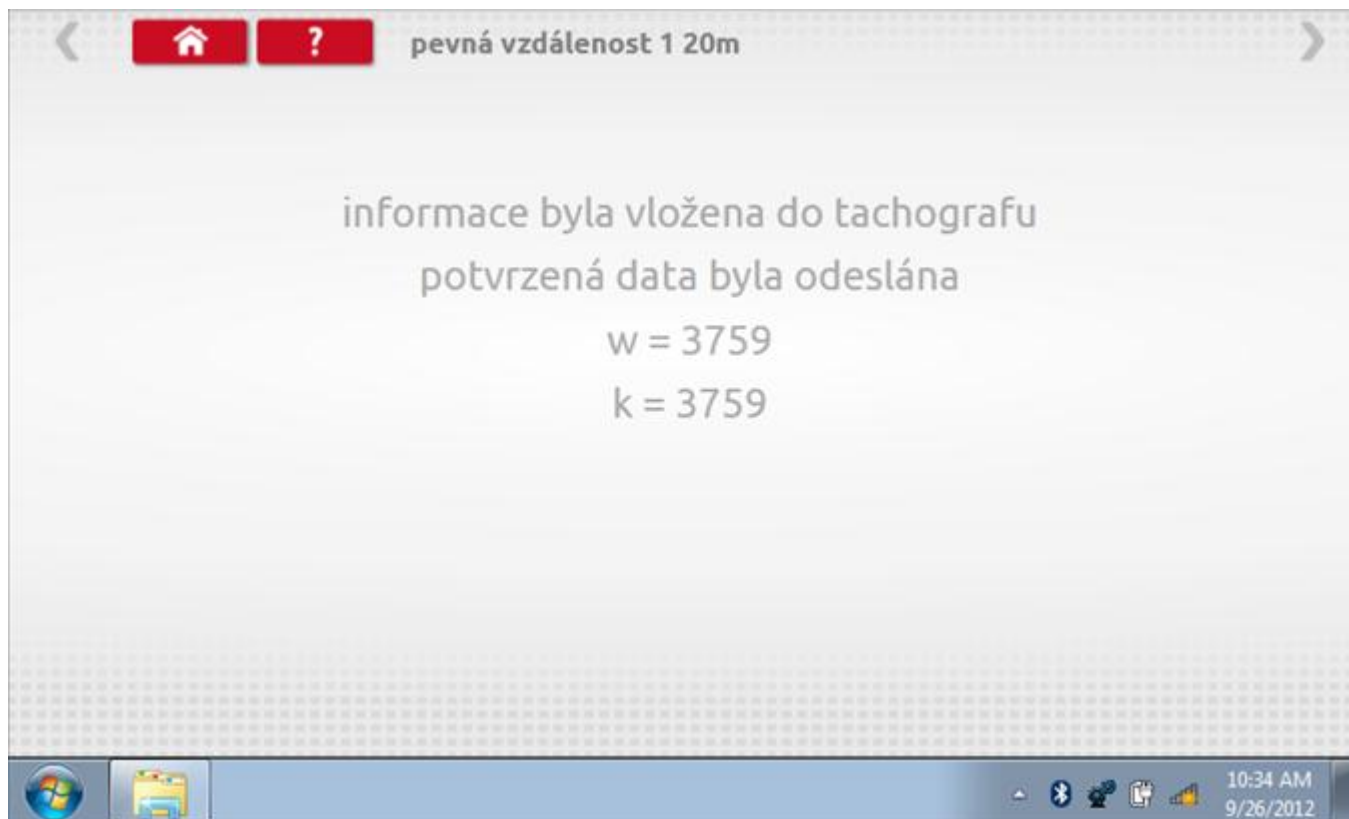 ? pevná vzdálenost 1 20m
informace byla vložena do tachografu
potvrzená data byla odeslána
w = 3759
k = 3759
10:34 AM
9/26/2012